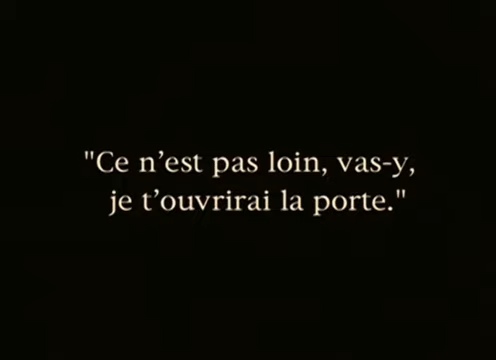 "Ce n’est pas loin, vas-y,
je t’ouvrirai la porte."